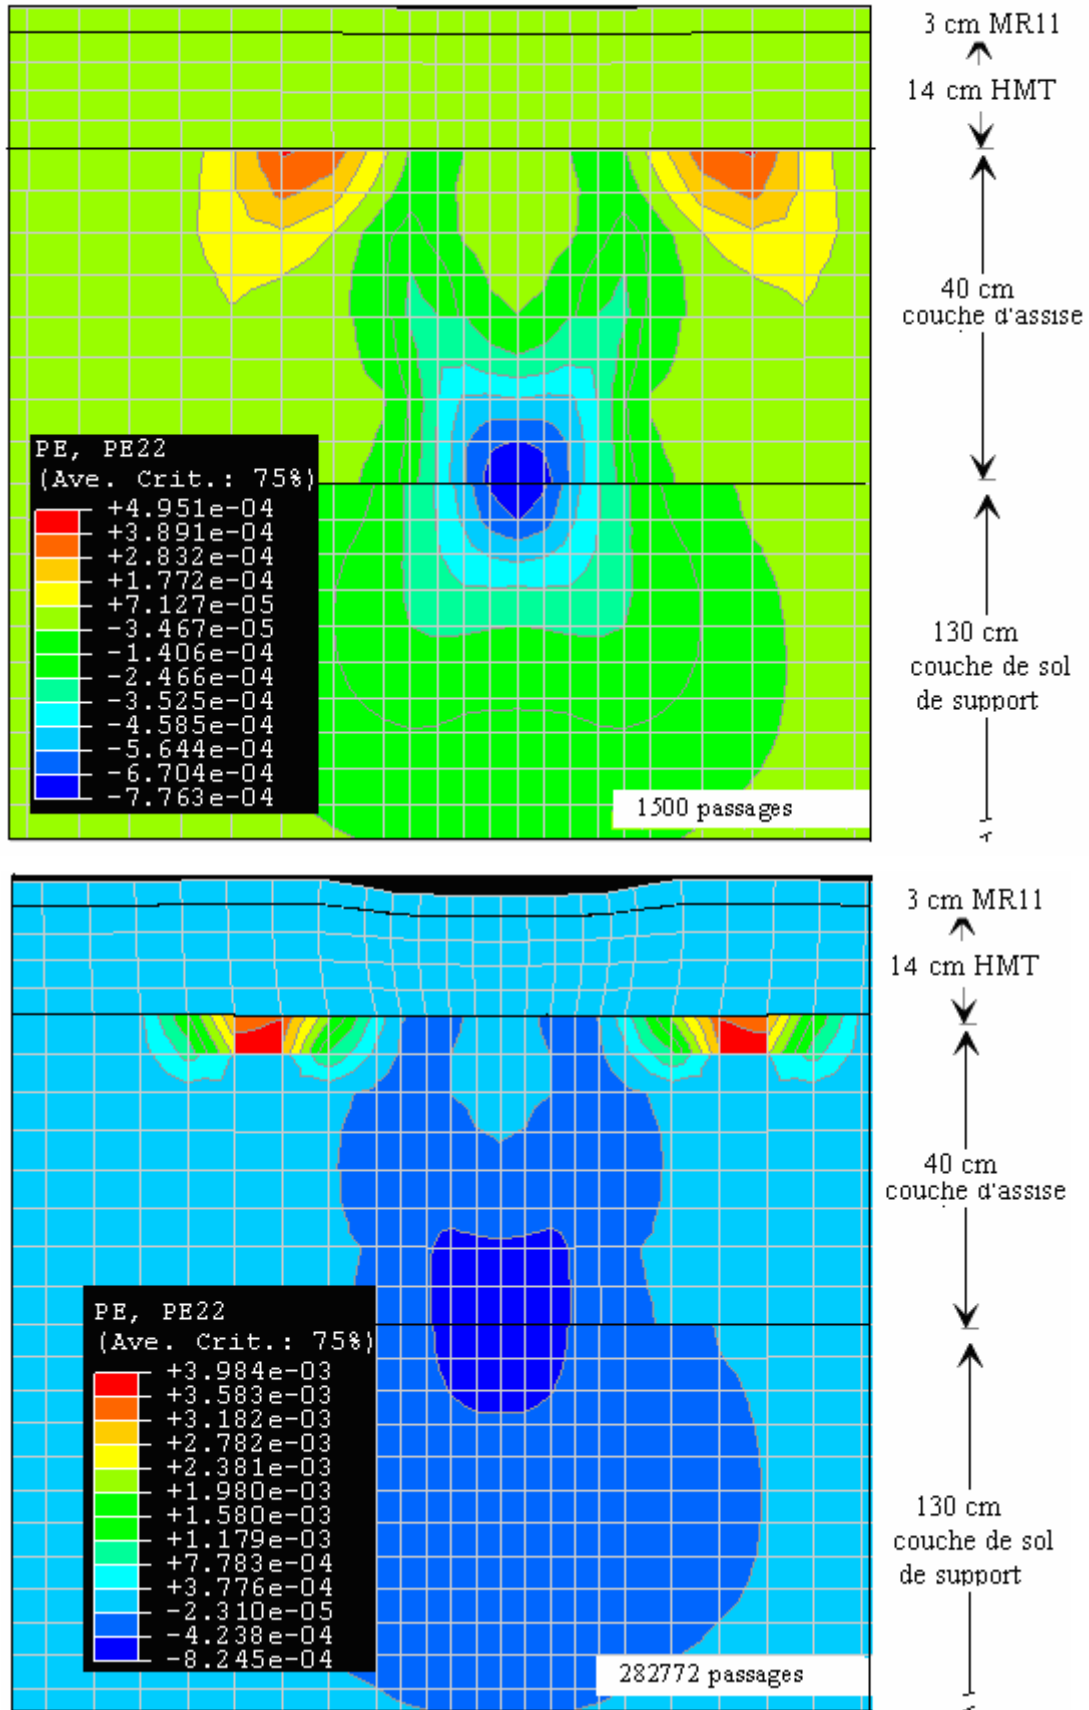 3 cm MR11
14 cm HMT
40 cm
couche d'assise
130 cm
couche de sol
de support
PE, PE22
(Ave. Crit.: 75%)
+4.951e-04
+3.891e-04
+2.832e-04
+1.772e-04
+7.127e-05
-3.467e-05
-1.406e-04
-2.466e-04
-3.525e-04
-4.585e-04
-5.644e-04
-6.704e-04
-7.763e-04
1500 passages
3 cm MR11
14 cm HMT
40 cm
couche d'assise
130 cm
couche de sol
de support
PE, PE22
(Ave. Crit.: 75%)
+3.984e-03
+3.583e-03
+3.182e-03
+2.782e-03
+2.381e-03
+1.980e-03
+1.580e-03
+1.179e-03
+7.783e-04
+3.776e-04
-2.310e-05
-4.238e-04
-8.245e-04
282772 passages